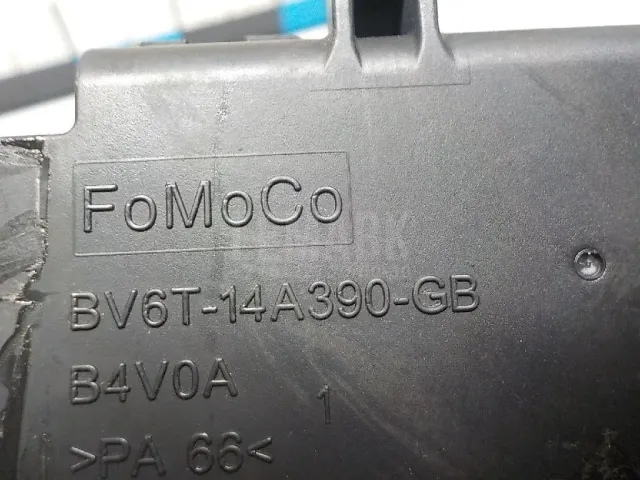 FoMoCo
BV6T-14A390-GB
B4V0A
1
>PA 66<